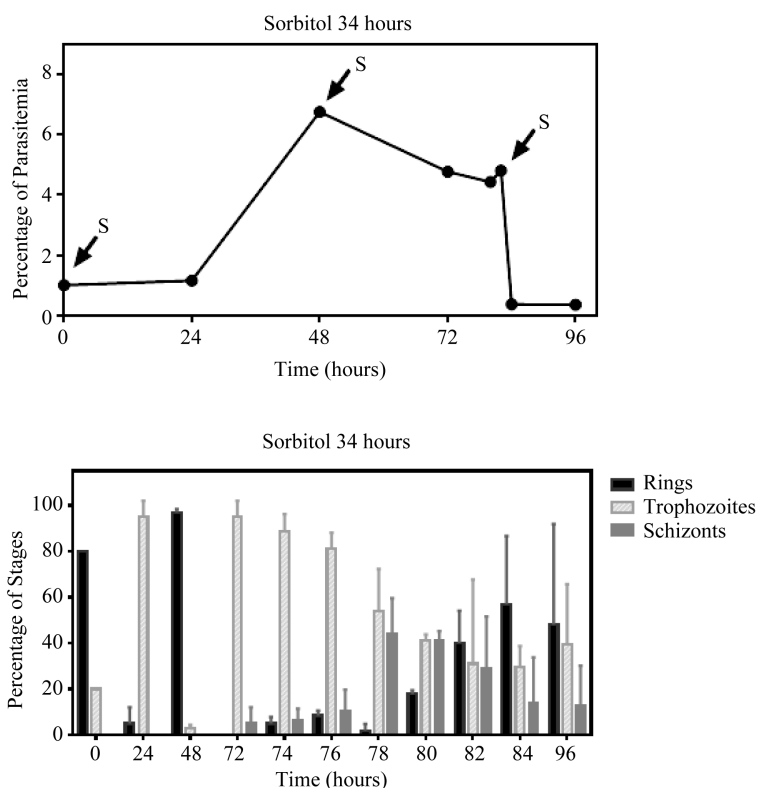 Sorbitol 34 hours
Percentage of Parasitemia
8
6
4
2
0
S
S
S
0 24 48 72 96
Time (hours)
Sorbitol 34 hours
Percentage of Stages
100
80
60
40
20
0
Rings
Trophozoites
Schizonts
0 24 48 72 74 76 78 80 82 84 96
Time (hours)